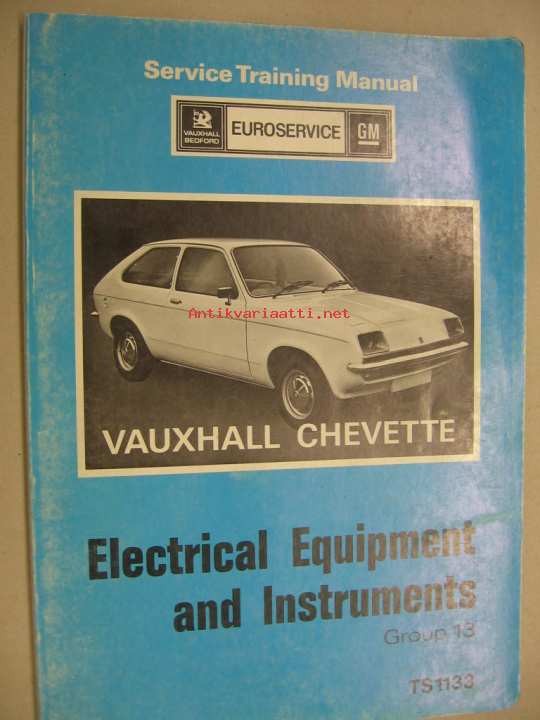 Service Training Manual
VAUXHALL
BEDFORD
EUROSERVICE
GM
Antikvariaatti.net
VAUXHALL CHEVETTE
Electrical Equipment
and Instruments
Group 13
TS1133